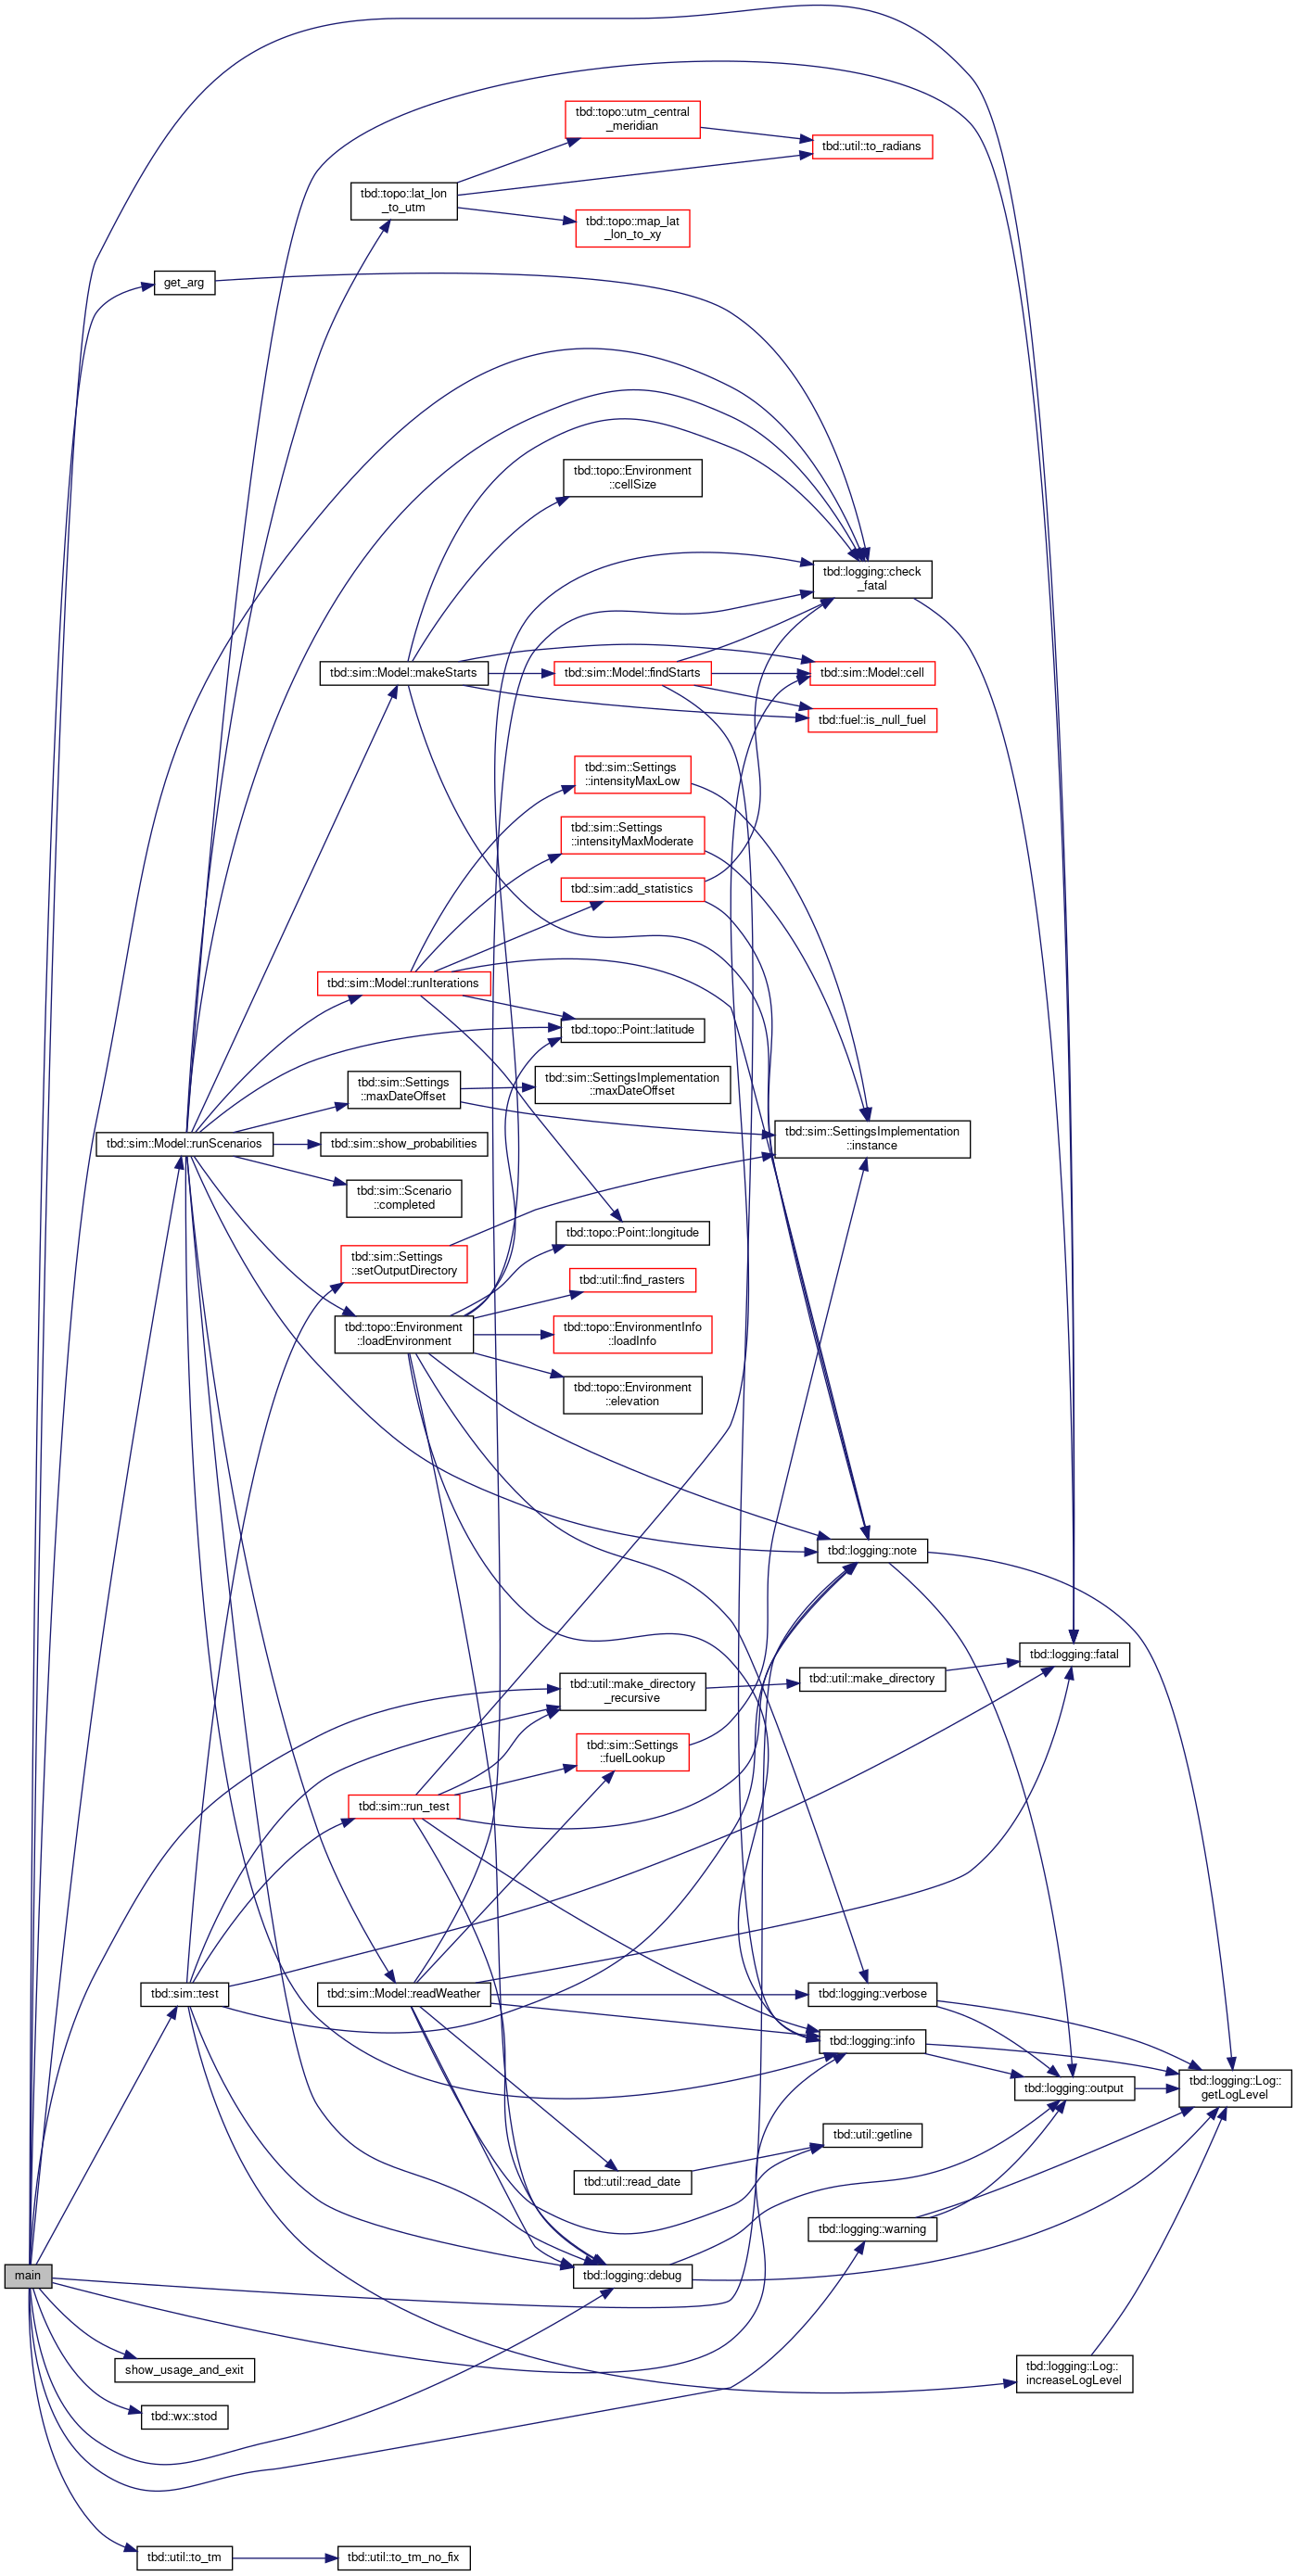 tbd::topo::utm_central
_meridian
tbd::util::to_radians
tbd::topo::lat_lon
_to_utm
tbd::topo::map_lat
_lon_to_xy
get_arg
tbd::topo::Environment
::cellSize
tbd::logging::check
_fatal
tbd::sim::Model::makeStarts
tbd::sim::Model::findStarts
tbd::sim::Model::cell
tbd::fuel::is_null_fuel
tbd::sim::Settings
::intensityMaxLow
tbd::sim::Settings
::intensityMaxModerate
tbd::sim::add_statistics
tbd::sim::Model::runIterations
tbd::topo::Point::latitude
tbd::sim::Settings
::maxDateOffset
tbd::sim::SettingsImplementation
::maxDateOffset
tbd::sim::Model::runScenarios
tbd::sim::show_probabilities
tbd::sim::SettingsImplementation
::instance
tbd::sim::Scenario
::completed
tbd::topo::Point::longitude
tbd::sim::Settings
::setOutputDirectory
tbd::util::find_rasters
tbd::topo::Environment
::loadEnvironment
tbd::topo::EnvironmentInfo
::loadInfo
tbd::topo::Environment
::elevation
tbd::logging::note
tbd::logging::fatal
tbd::util::make_directory
_recursive
tbd::util::make_directory
tbd::sim::Settings
::fuelLookup
tbd::sim::run_test
tbd::sim::test
tbd::sim::Model::readWeather
tbd::logging::verbose
tbd::logging::info
tbd::logging::output
tbd::logging::Log::
getLogLevel
tbd::util::getline
tbd::util::read_date
tbd::logging::warning
main
tbd::logging::debug
show_usage_and_exit
tbd::logging::Log::
increaseLogLevel
tbd::wx::stod
tbd::util::to_tm
tbd::util::to_tm_no_fix